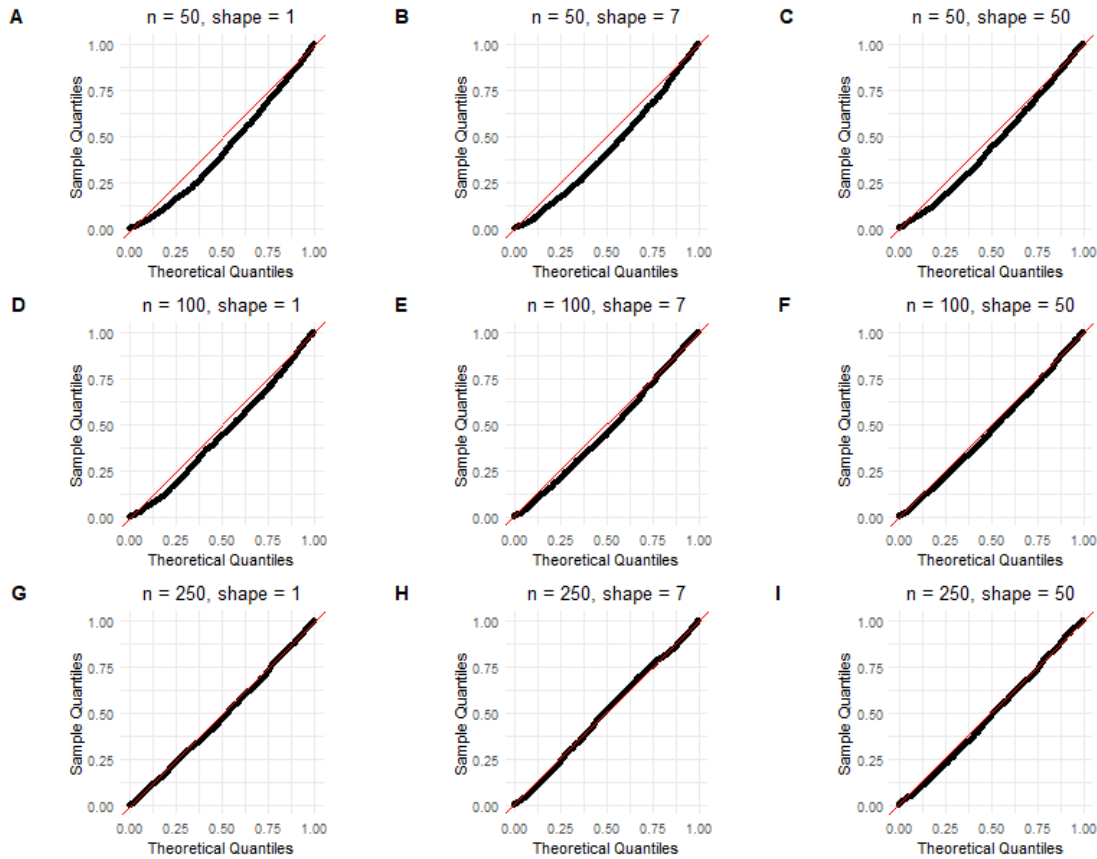 A n = 50, shape = 1
1.00
0.75
0.50
0.25
0.00
Sample Quantiles
0.00 0.25 0.50 0.75 1.00
Theoretical Quantiles
B n = 50, shape = 7
1.00
0.75
0.50
0.25
0.00
Sample Quantiles
0.00 0.25 0.50 0.75 1.00
Theoretical Quantiles
C n = 50, shape = 50
1.00
0.75
0.50
0.25
0.00
Sample Quantiles
0.00 0.25 0.50 0.75 1.00
Theoretical Quantiles
D n = 100, shape = 1
1.00
0.75
0.50
0.25
0.00
Sample Quantiles
0.00 0.25 0.50 0.75 1.00
Theoretical Quantiles
E n = 100, shape = 7
1.00
0.75
0.50
0.25
0.00
Sample Quantiles
0.00 0.25 0.50 0.75 1.00
Theoretical Quantiles
F n = 100, shape = 50
1.00
0.75
0.50
0.25
0.00
Sample Quantiles
0.00 0.25 0.50 0.75 1.00
Theoretical Quantiles
G n = 250, shape = 1
1.00
0.75
0.50
0.25
0.00
Sample Quantiles
0.00 0.25 0.50 0.75 1.00
Theoretical Quantiles
H n = 250, shape = 7
1.00
0.75
0.50
0.25
0.00
Sample Quantiles
0.00 0.25 0.50 0.75 1.00
Theoretical Quantiles
I n = 250, shape = 50
1.00
0.75
0.50
0.25
0.00
Sample Quantiles
0.00 0.25 0.50 0.75 1.00
Theoretical Quantiles